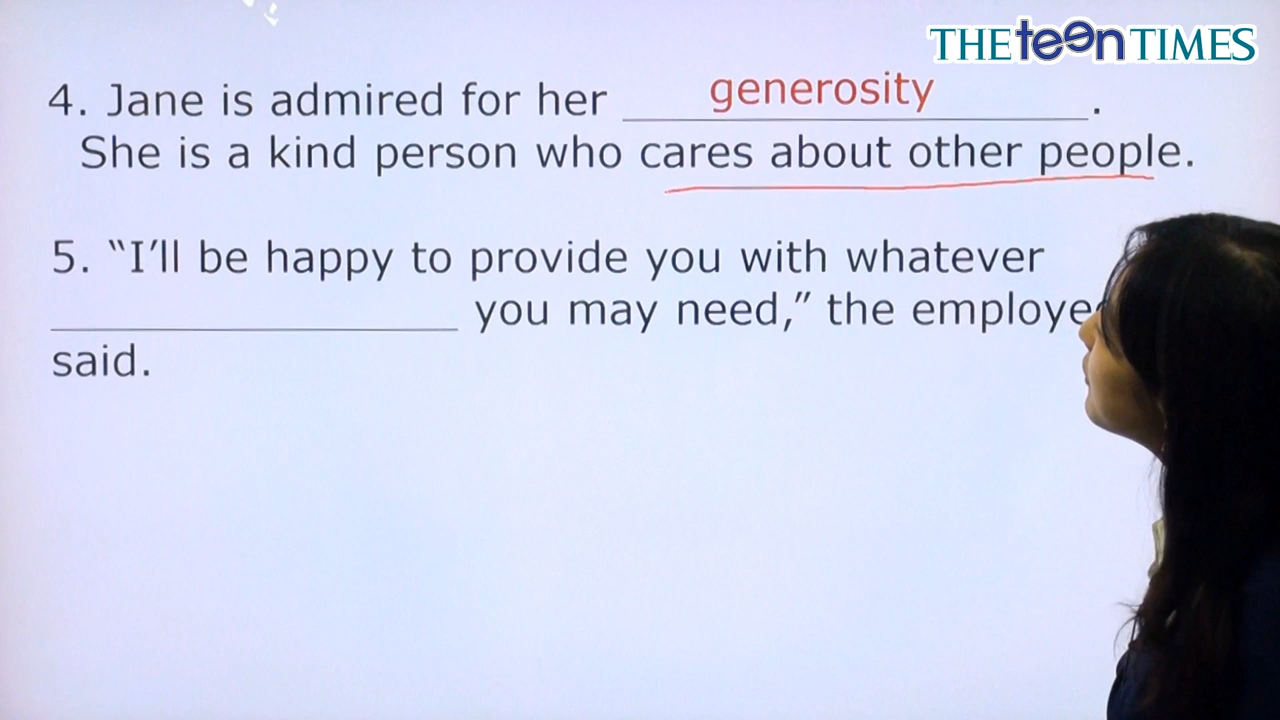 THE teen TIMES
4. Jane is admired for her generosity.
She is a kind person who cares about other people.
5. “I’ll be happy to provide you with whatever
you may need,” the employe
said.